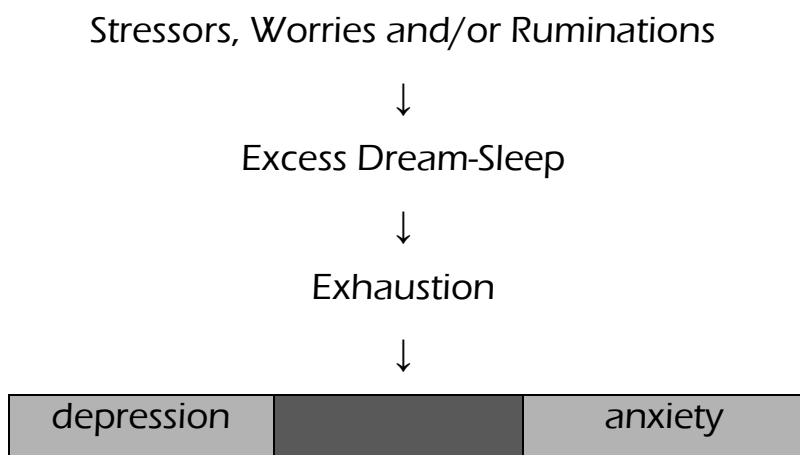 Stressors, Worries and/or Ruminations
↓
Excess Dream-Sleep
↓
Exhaustion
↓
depression anxiety